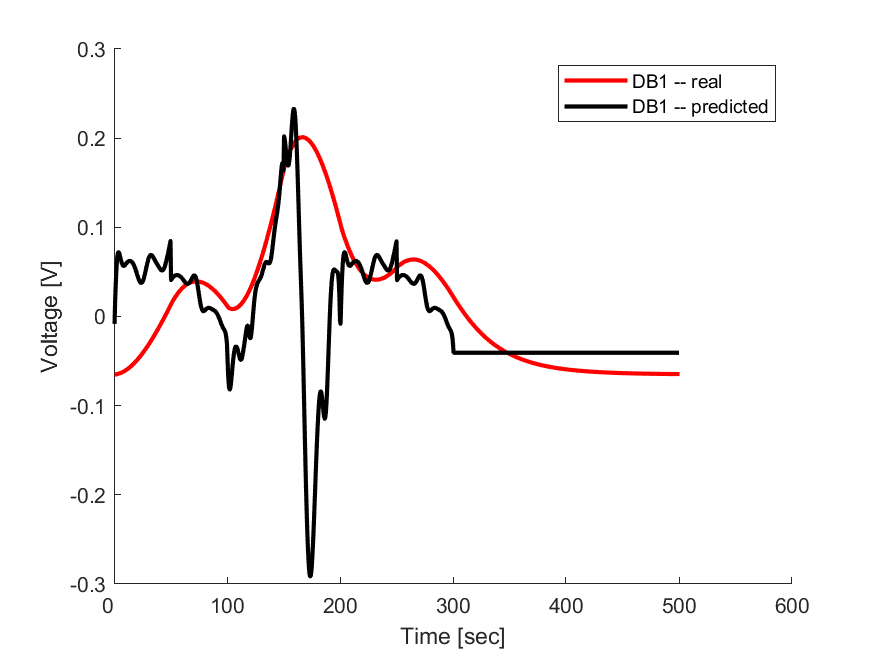 0.3
0.2
0.1
0
-0.1
-0.2
-0.3
Voltage [V]
DB1 -- real
DB1 -- predicted
0 100 200 300 400 500 600
Time [sec]